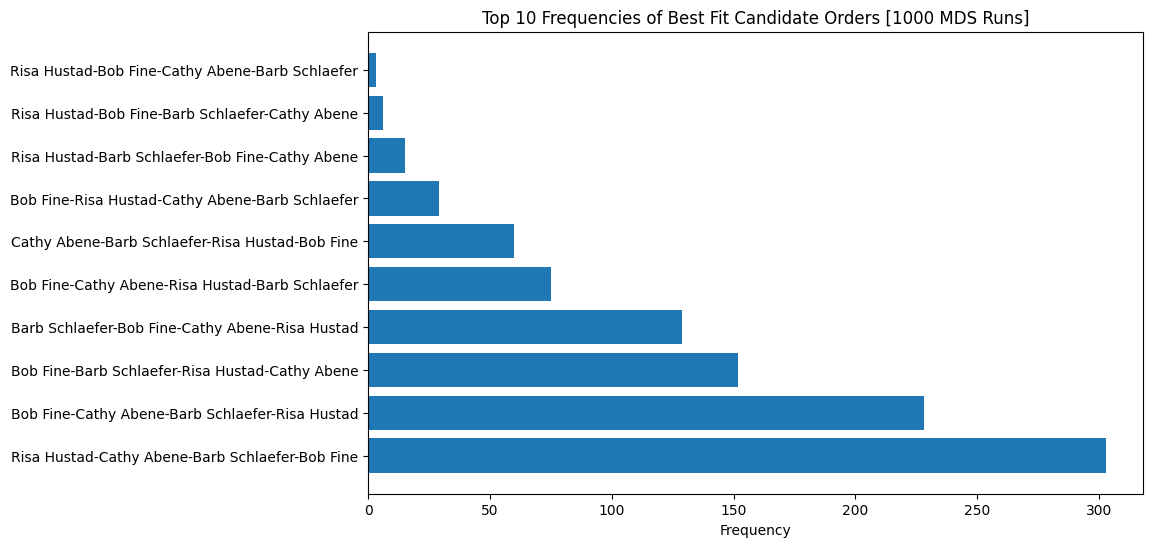 Top 10 Frequencies of Best Fit Candidate Orders [1000 MDS Runs]
Risa Hustad-Bob Fine-Cathy Abene-Barb Schlaefer
Risa Hustad-Bob Fine-Barb Schlaefer-Cathy Abene
Risa Hustad-Barb Schlaefer-Bob Fine-Cathy Abene
Bob Fine-Risa Hustad-Cathy Abene-Barb Schlaefer
Cathy Abene-Barb Schlaefer-Risa Hustad-Bob Fine
Bob Fine-Cathy Abene-Risa Hustad-Barb Schlaefer
Barb Schlaefer-Bob Fine-Cathy Abene-Risa Hustad
Bob Fine-Barb Schlaefer-Risa Hustad-Cathy Abene
Bob Fine-Cathy Abene-Barb Schlaefer-Risa Hustad
Risa Hustad-Cathy Abene-Barb Schlaefer-Bob Fine
0 50 100 150 200 250 300
Frequency